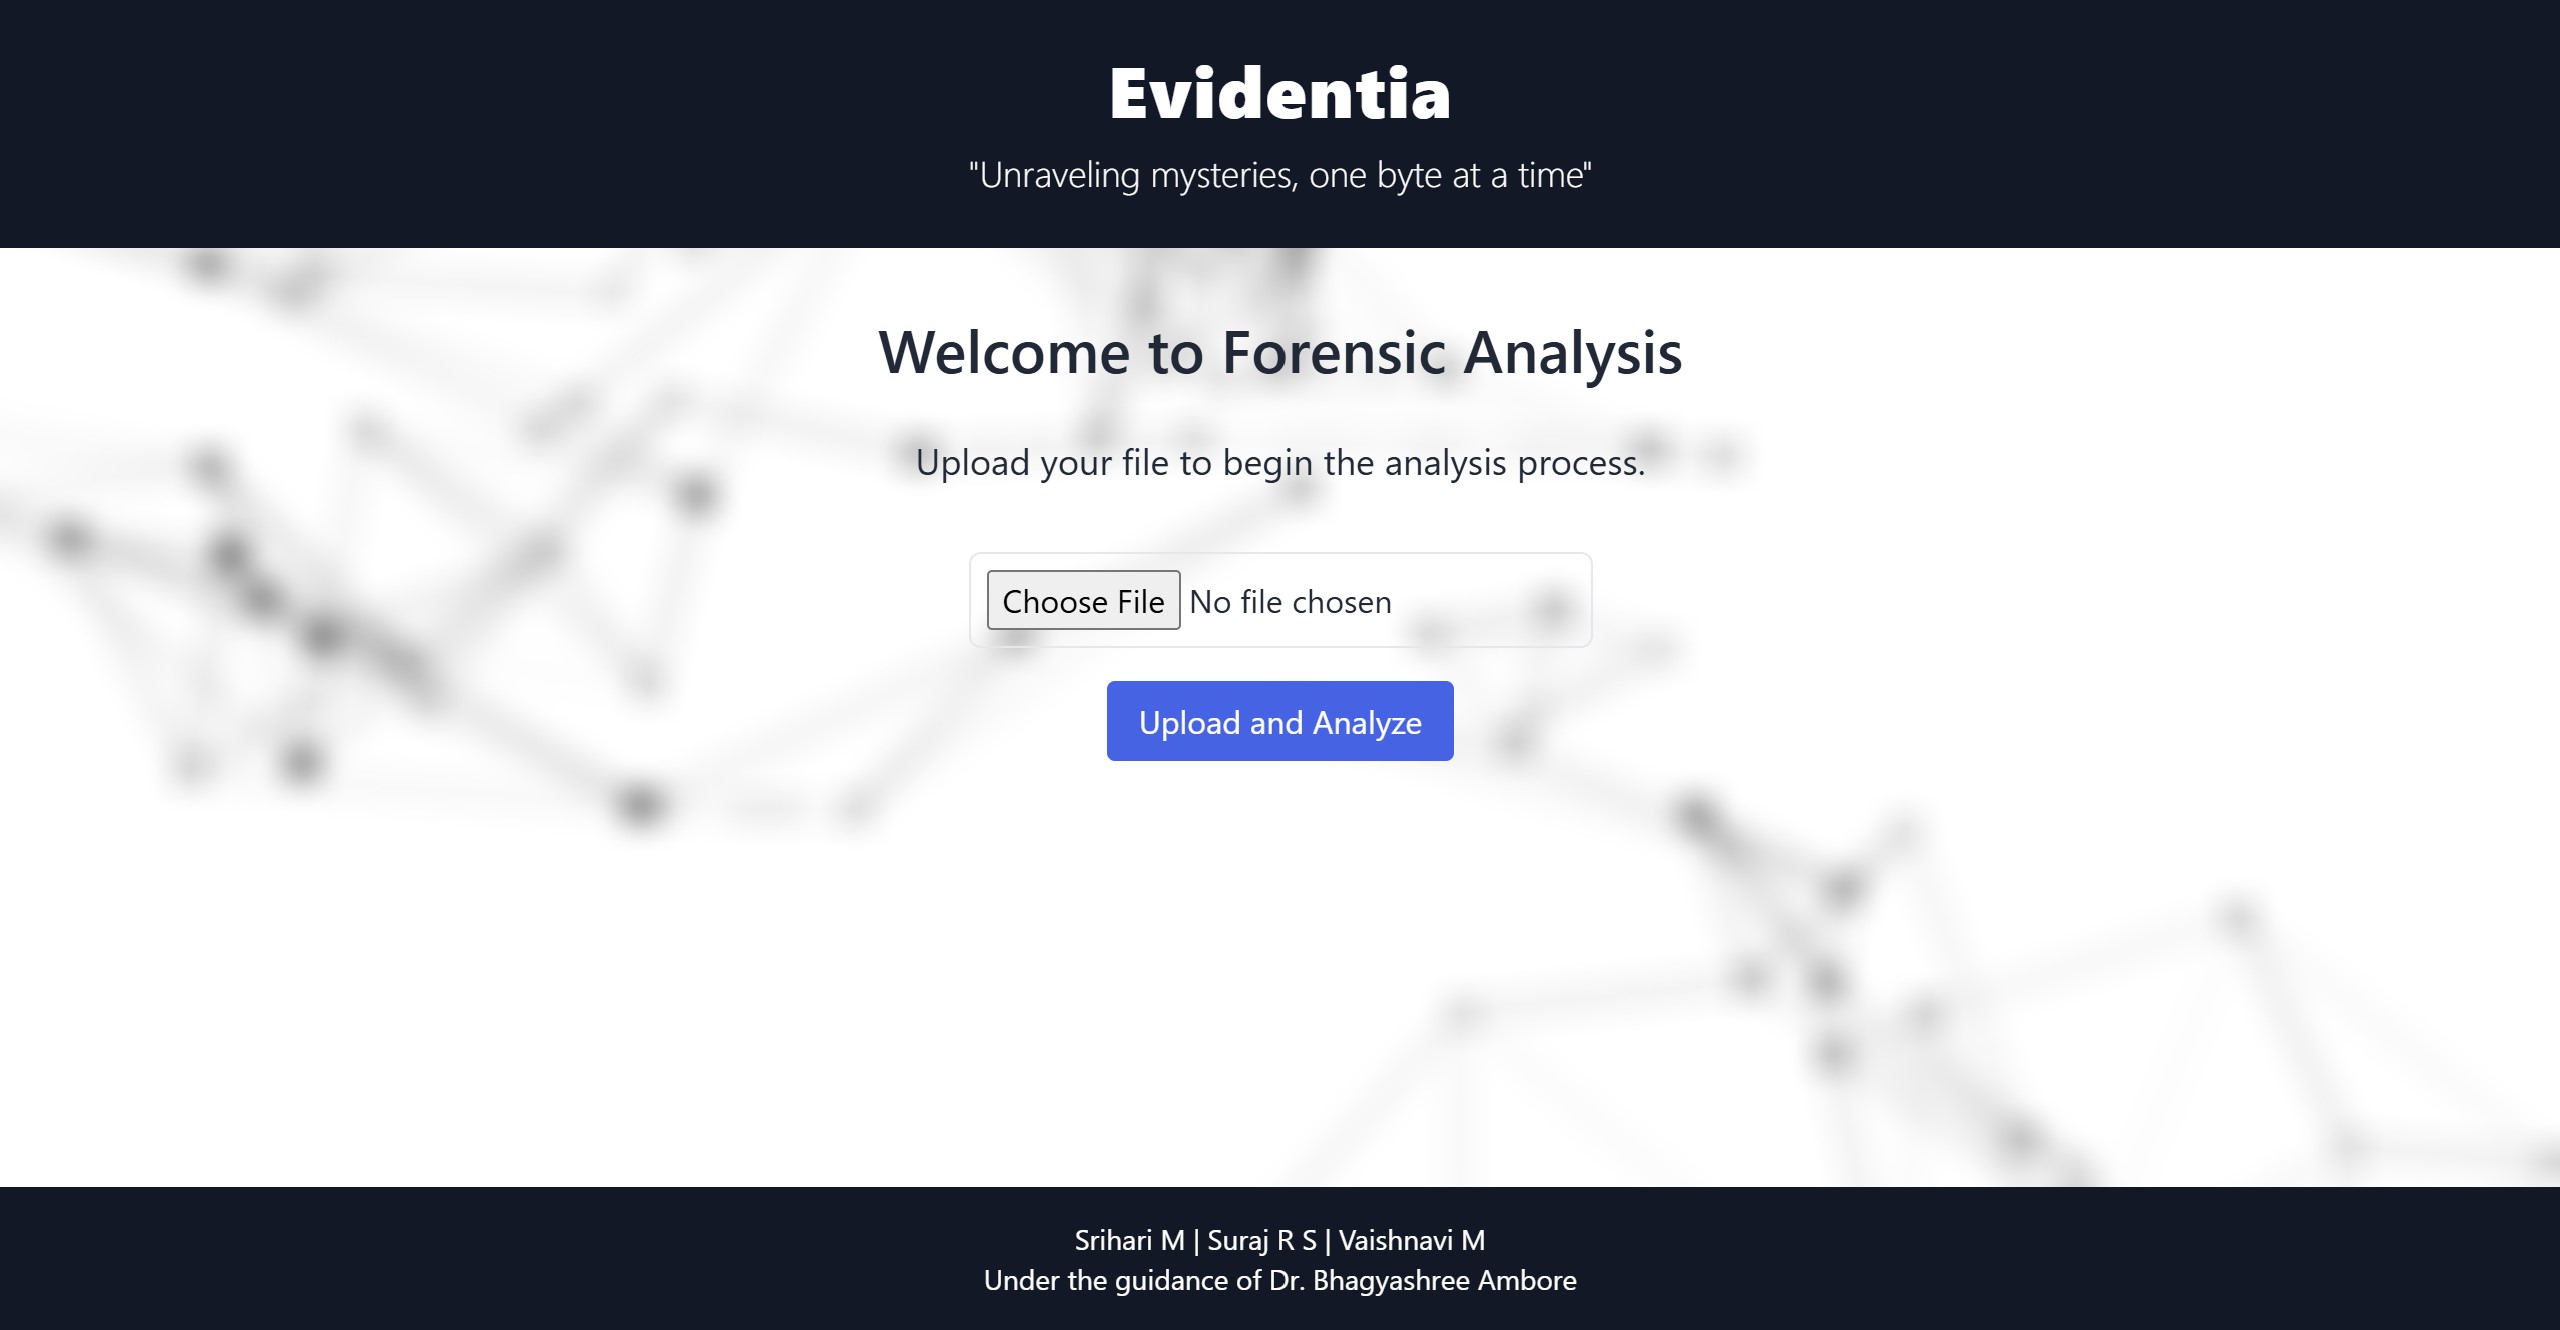 Evidentia
"Unraveling mysteries, one byte at a time"
Welcome to Forensic Analysis
Upload your file to begin the analysis process.
Choose File No file chosen
Upload and Analyze
Srihari M | Suraj R S | Vaishnavi M
Under the guidance of Dr. Bhagyashree Ambore